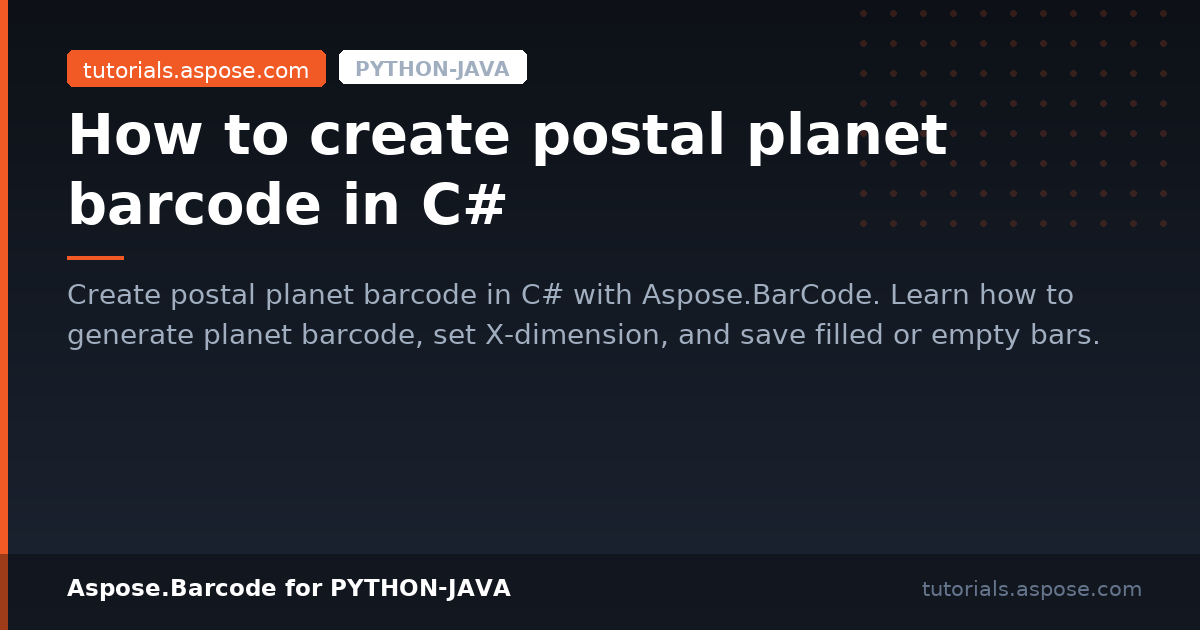 tutorials.aspose.com PYTHON-JAVA
How to create postal planet
barcode in C#
Create postal planet barcode in C# with Aspose.BarCode. Learn how to
generate planet barcode, set X-dimension, and save filled or empty bars.
Aspose.Barcode for PYTHON-JAVA
tutorials.aspose.com